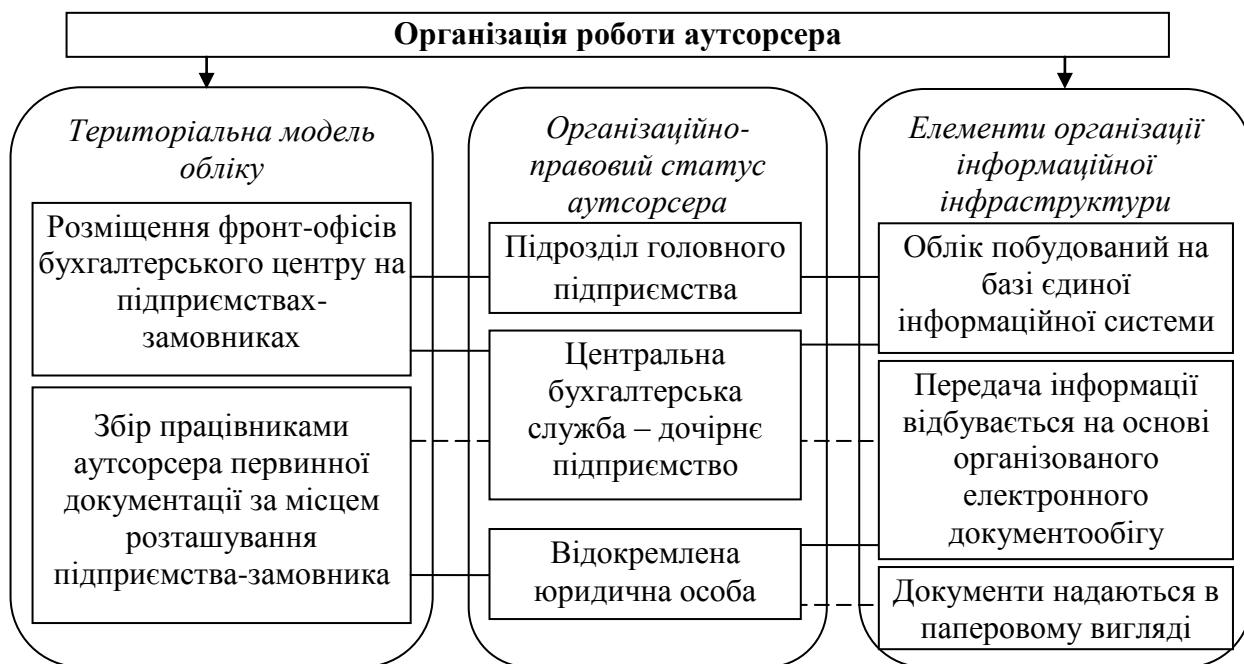 Організація роботи аутсорсера
Територіальна модель
обліку
Розміщення фронт-офісів
бухгалтерського центру на
підприємствах-
замовниках
Збір працівниками
аутсорсера первинної
документації за місцем
розташування
підприємства-замовника
Організаційно-
правовий статус
аутсорсера
Підрозділ головного
підприємства
Центральна
бухгалтерська
служба – дочірнє
підприємство
Відокремлена
юридична особа
Елементи організації
інформаційної
інфраструктури
Облік побудований на
базі єдиної
інформаційної системи
Передача інформації
відбувається на основі
організованого
електронного
документообігу
Документи надаються в
паперовому вигляді